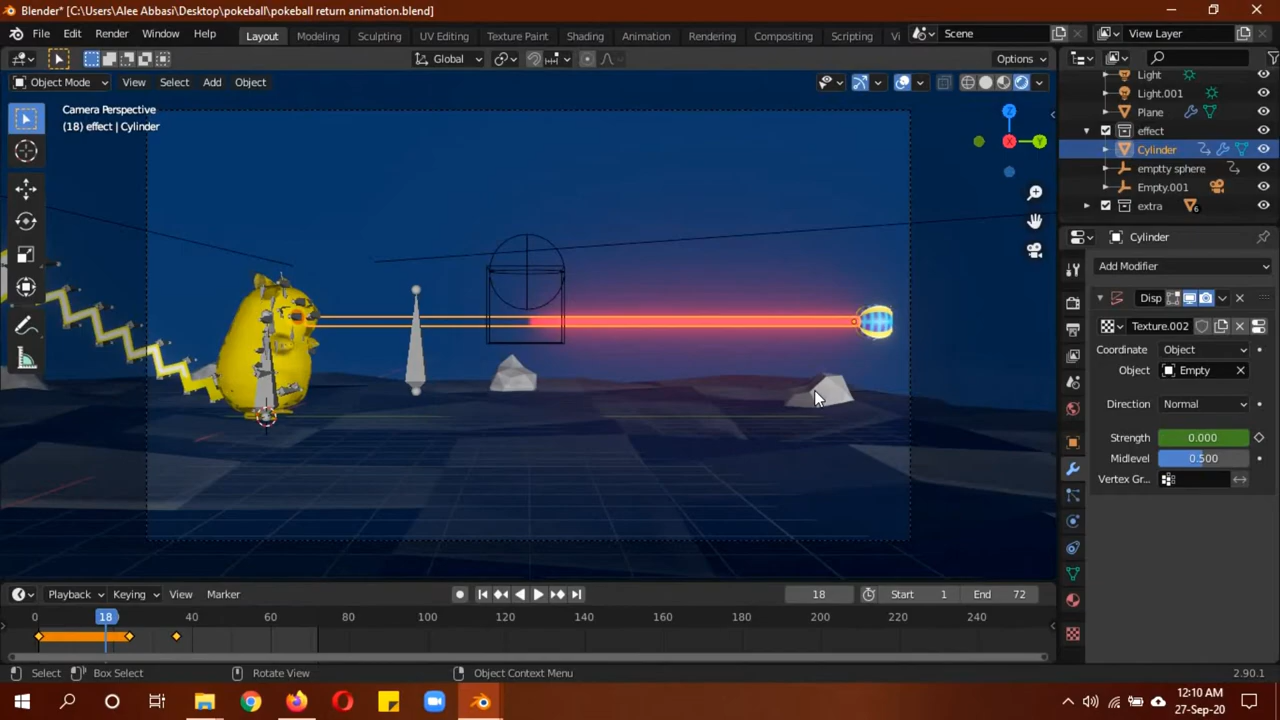 Blender* [C:\Users\Alee Abbasi\Desktop\pokeball\pokeball return animation.blend]
File Edit Render Window Help Layout Modeling Sculpting UV Editing Texture Paint Shading Animation Rendering Compositing Scripting Scene View Layer
Global Options
Object Mode View Select Add Object
Camera Perspective
(18) effect | Cylinder
Z
Y
X
Light
Light.001
Plane
effect
Cylinder
emptty sphere
Empty.001
extra 6
Cylinder
Add Modifier
Disp
Texture.002
Coordinate Object
Object Empty
Direction Normal
Strength 0.000
Midlevel 0.500
Vertex Gr..
Playback Keying View Marker 18 Start 1 End 72
0 18 40 60 80 100 120 140 160 180 200 220 240
Select Box Select Rotate View Object Context Menu 2.90.1
12:10 AM
27-Sep-20